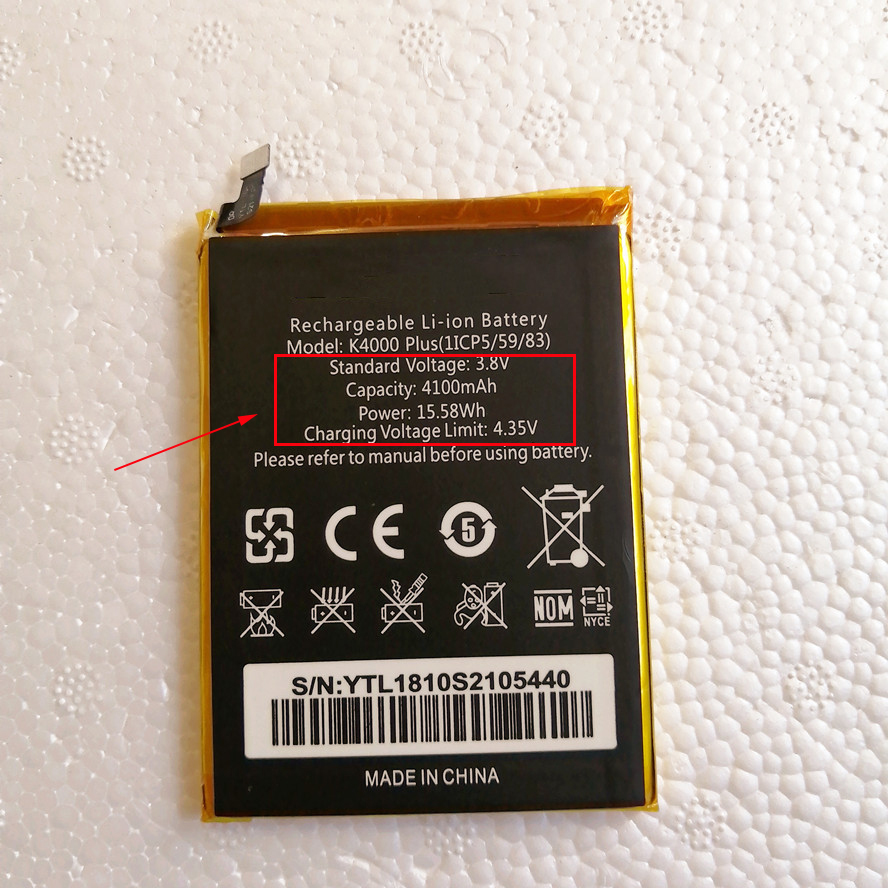 Rechargeable Li-ion Battery
Model: K4000 Plus(1ICP5/59/83)
Standard Voltage: 3.8V
Capacity: 4100mAh
Power: 15.58Wh
Charging Voltage Limit: 4.35V
Please refer to manual before using battery.
CE
5
NOM
NYCE
S/N:YTL1810S2105440
MADE IN CHINA